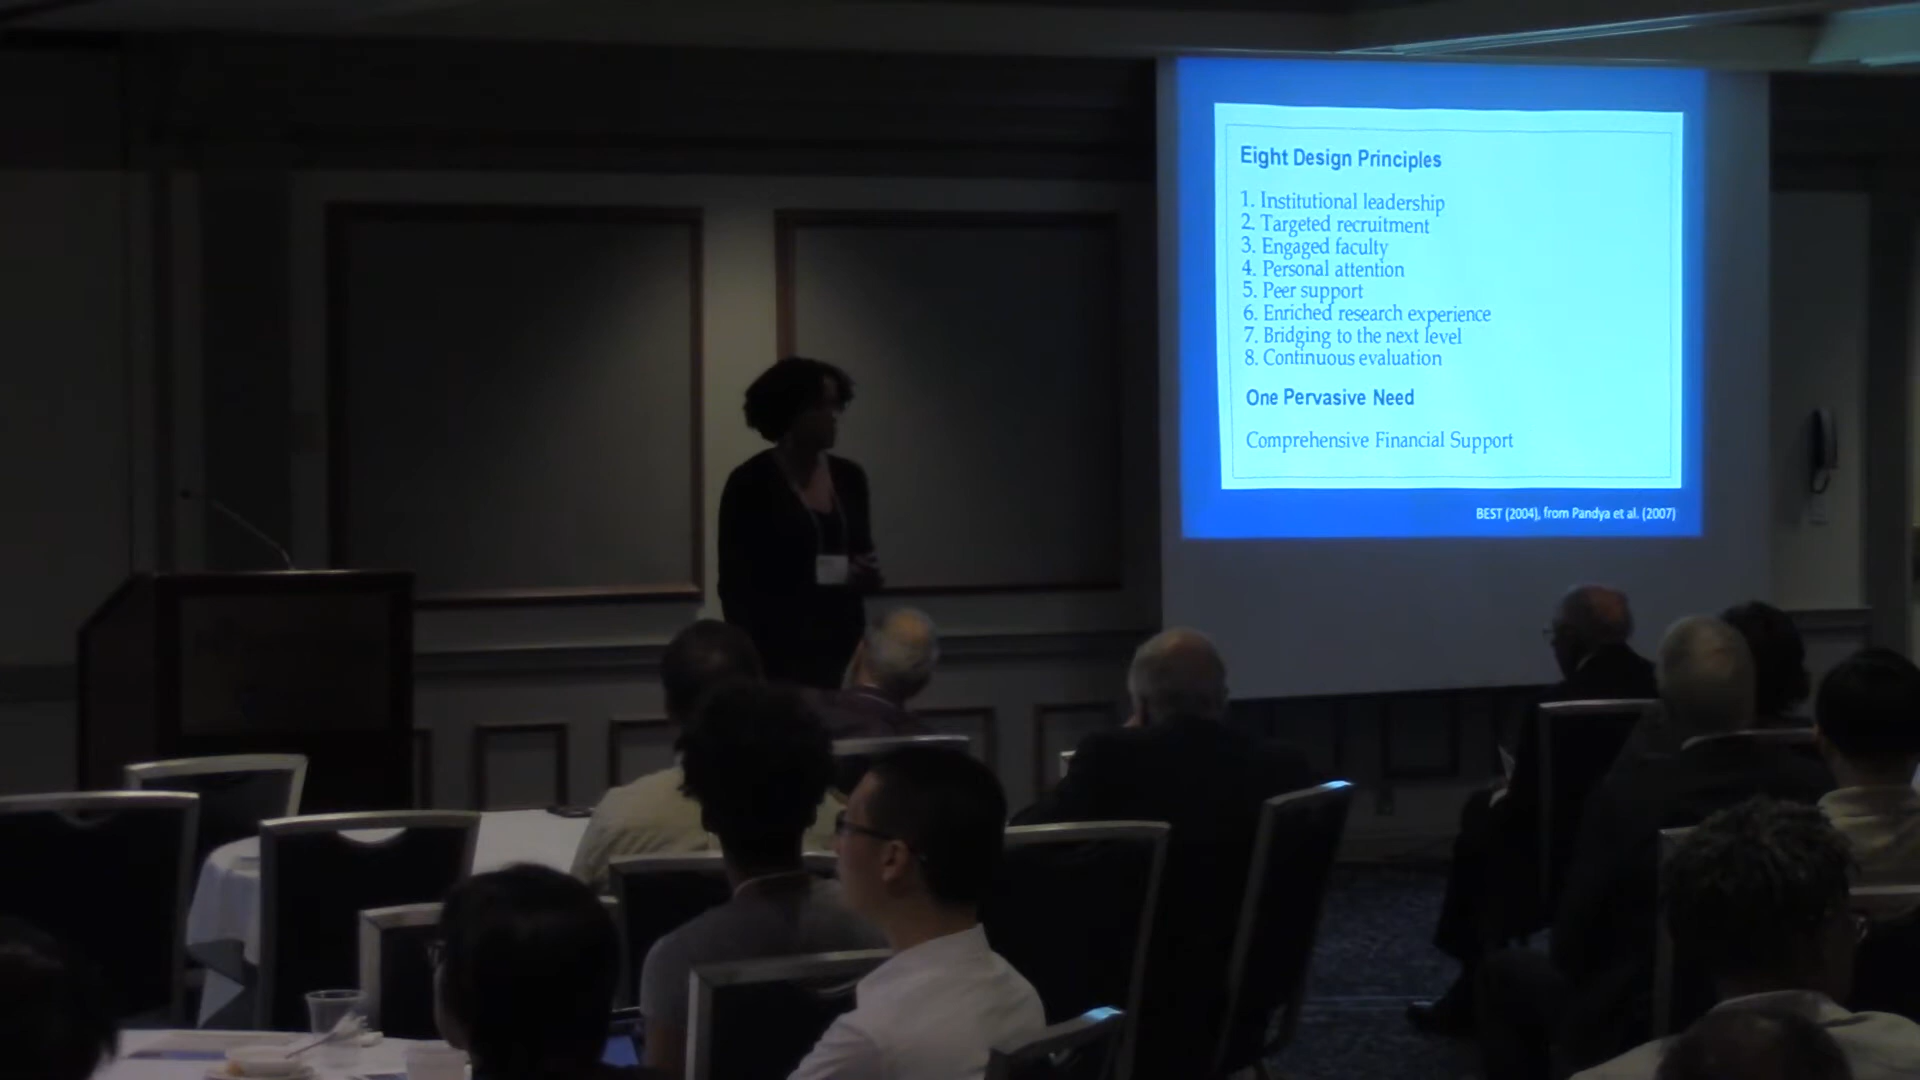 Eight Design Principles
1. Institutional leadership
2. Targeted recruitment
3. Engaged faculty
4. Personal attention
5. Peer support
6. Enriched research experience
7. Bridging to the next level
8. Continuous evaluation
One Pervasive Need
Comprehensive Financial Support
BEST (2004), from Pandya et al. (2007)